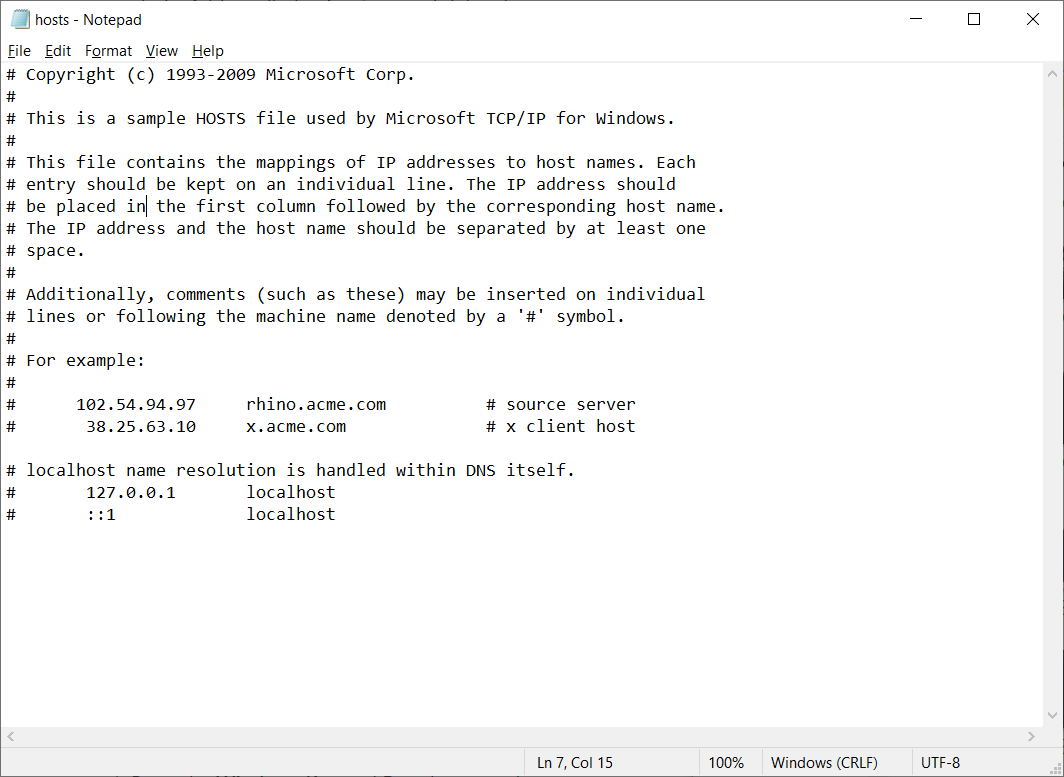 hosts - Notepad
File Edit Format View Help
# Copyright (c) 1993-2009 Microsoft Corp.
#
# This is a sample HOSTS file used by Microsoft TCP/IP for Windows.
#
# This file contains the mappings of IP addresses to host names. Each
# entry should be kept on an individual line. The IP address should
# be placed in the first column followed by the corresponding host name.
# The IP address and the host name should be separated by at least one
# space.
#
# Additionally, comments (such as these) may be inserted on individual
# lines or following the machine name denoted by a '#' symbol.
#
# For example:
#
#      102.54.94.97     rhino.acme.com          # source server
#       38.25.63.10     x.acme.com              # x client host

# localhost name resolution is handled within DNS itself.
#       127.0.0.1       localhost
#       ::1             localhost
Ln 7, Col 15 100% Windows (CRLF) UTF-8